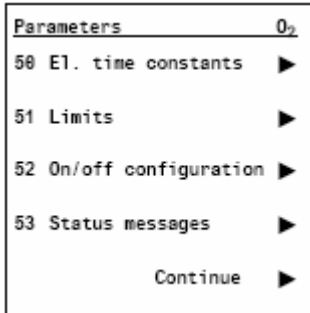 Parameters O₂
50 El. time constants ▶
51 Limits ▶
52 On/off configuration ▶
53 Status messages ▶
Continue ▶